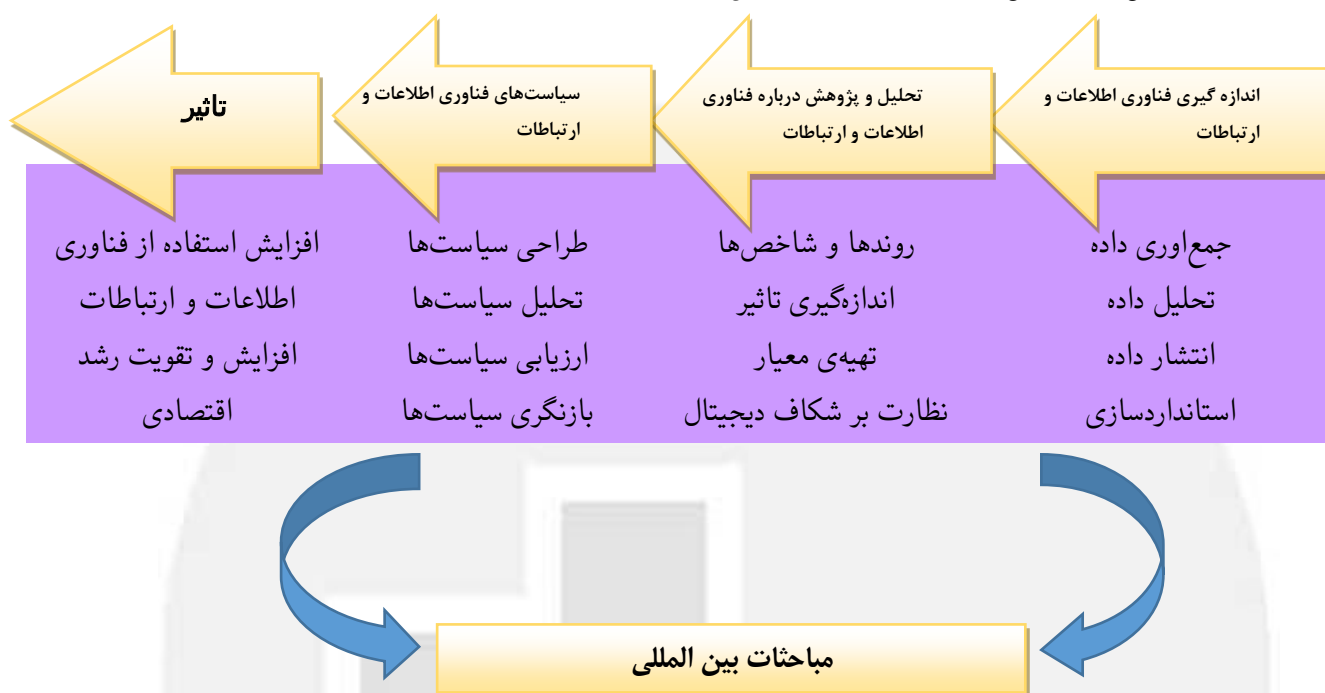 اندازه گیری فناوری اطلاعات و
ارتباطات
تحلیل و پژوهش درباره فناوری
اطلاعات و ارتباطات
سیاست‌های فناوری اطلاعات و
ارتباطات
تاثیر
جمع‌اوری داده
تحلیل داده
انتشار داده
استانداردسازی
روندها و شاخص‌ها
اندازه‌گیری تاثیر
تهیه‌ی معیار
نظارت بر شکاف دیجیتال
طراحی سیاست‌ها
تحلیل سیاست‌ها
ارزیابی سیاست‌ها
بازنگری سیاست‌ها
افزایش استفاده از فناوری
اطلاعات و ارتباطات
افزایش و تقویت رشد
اقتصادی
مباحثات بین المللی